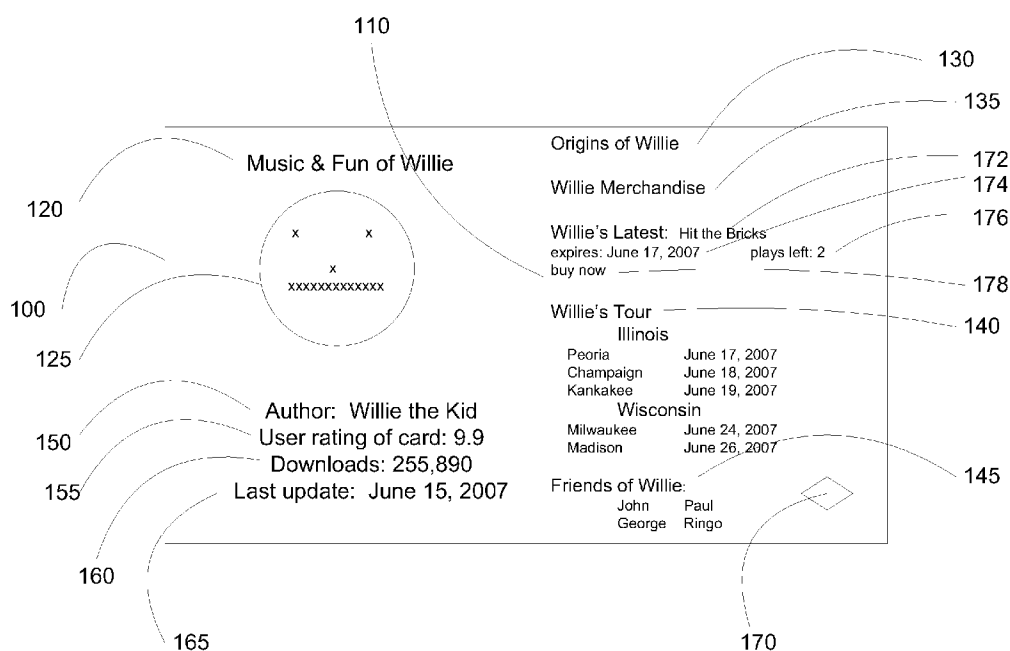 110
130
135
172
174
176
178
140
145
120
100
125
150
155
160
165
170
Music & Fun of Willie
x x
x
xxxxxxxxxxxxx
Author: Willie the Kid
User rating of card: 9.9
Downloads: 255,890
Last update: June 15, 2007
Origins of Willie
Willie Merchandise
Willie's Latest: Hit the Bricks
expires: June 17, 2007 plays left: 2
buy now
Willie's Tour
Illinois
Peoria June 17, 2007
Champaign June 18, 2007
Kankakee June 19, 2007
Wisconsin
Milwaukee June 24, 2007
Madison June 26, 2007
Friends of Willie:
John Paul
George Ringo